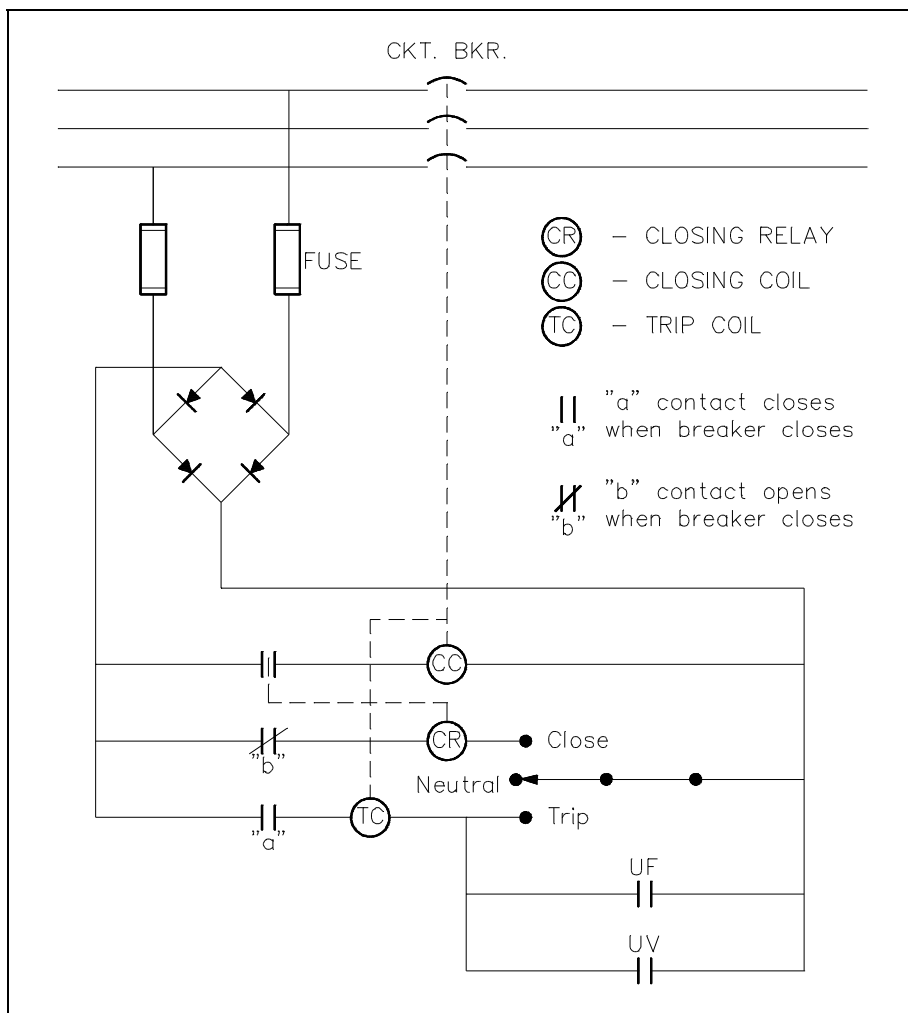 CKT. BKR.
FUSE
CR - CLOSING RELAY
CC - CLOSING COIL
TC - TRIP COIL
"a" contact closes
"a" when breaker closes
"b" contact opens
"b" when breaker closes
CC
CR
Close
"b"
Neutral
TC
Trip
"a"
UF
UV